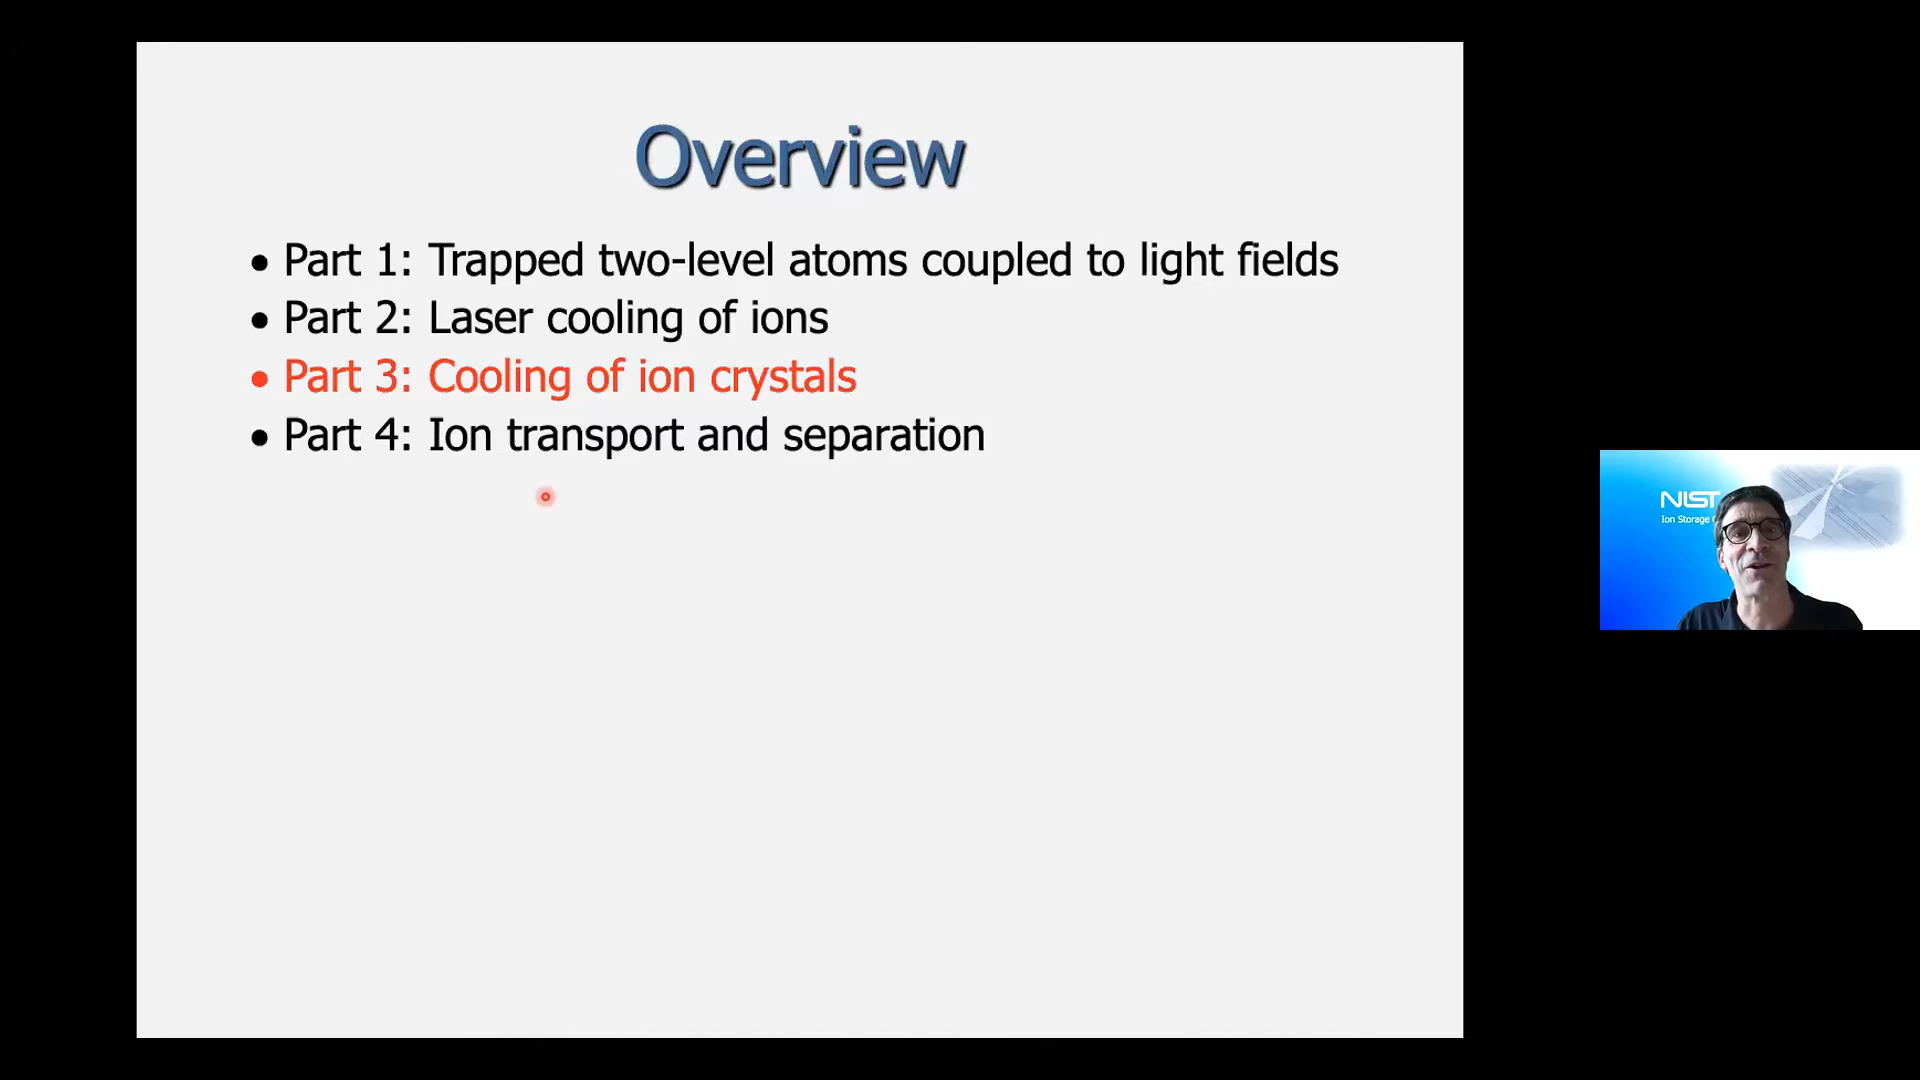 Overview
• Part 1: Trapped two-level atoms coupled to light fields
• Part 2: Laser cooling of ions
• Part 3: Cooling of ion crystals
• Part 4: Ion transport and separation
NIST
Ion Storage